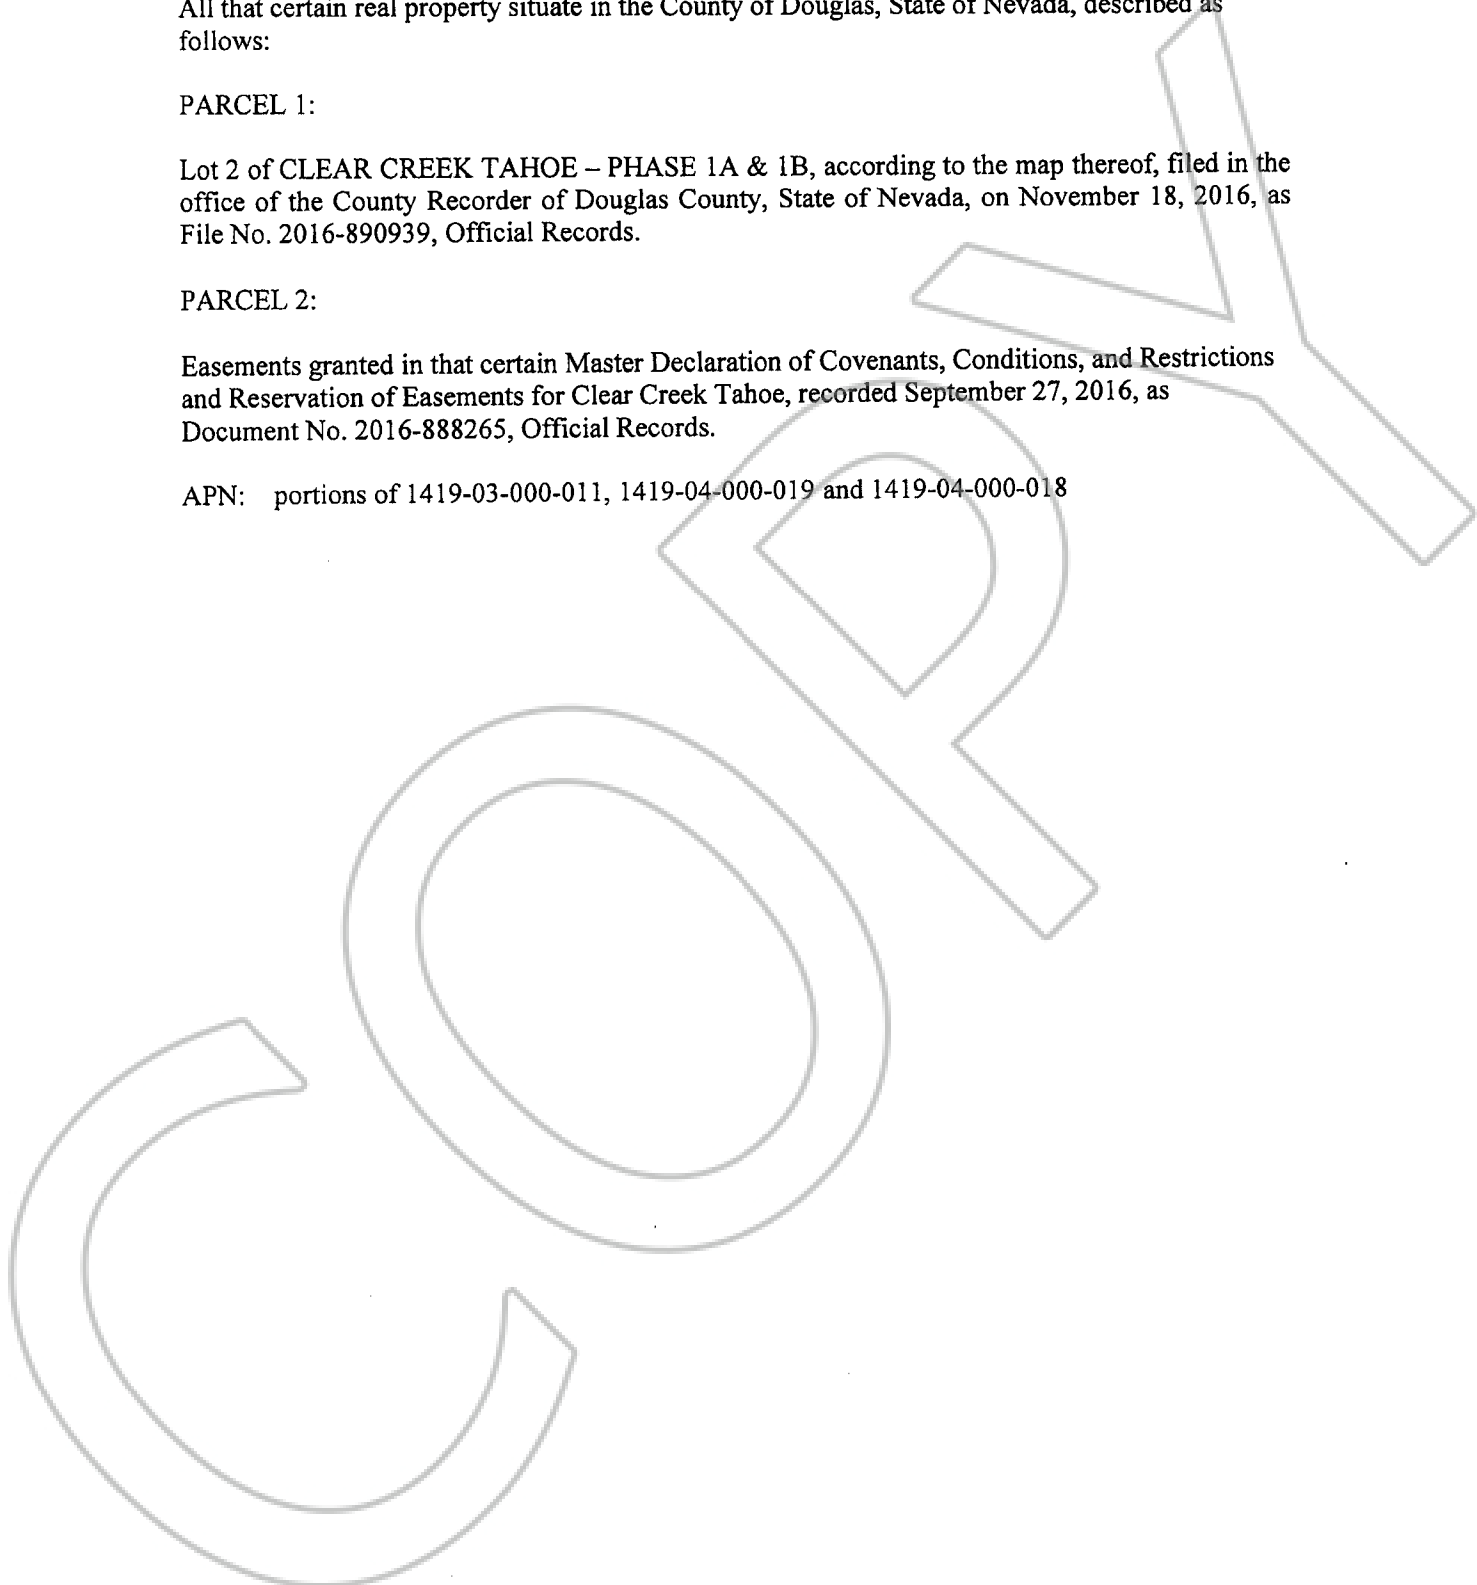 All that certain real property situate in the County of Douglas, State of Nevada, described as
follows:
PARCEL 1:
Lot 2 of CLEAR CREEK TAHOE – PHASE 1A & 1B, according to the map thereof, filed in the
office of the County Recorder of Douglas County, State of Nevada, on November 18, 2016, as
File No. 2016-890939, Official Records.
PARCEL 2:
Easements granted in that certain Master Declaration of Covenants, Conditions, and Restrictions
and Reservation of Easements for Clear Creek Tahoe, recorded September 27, 2016, as
Document No. 2016-888265, Official Records.
APN: portions of 1419-03-000-011, 1419-04-000-019 and 1419-04-000-018
COPY